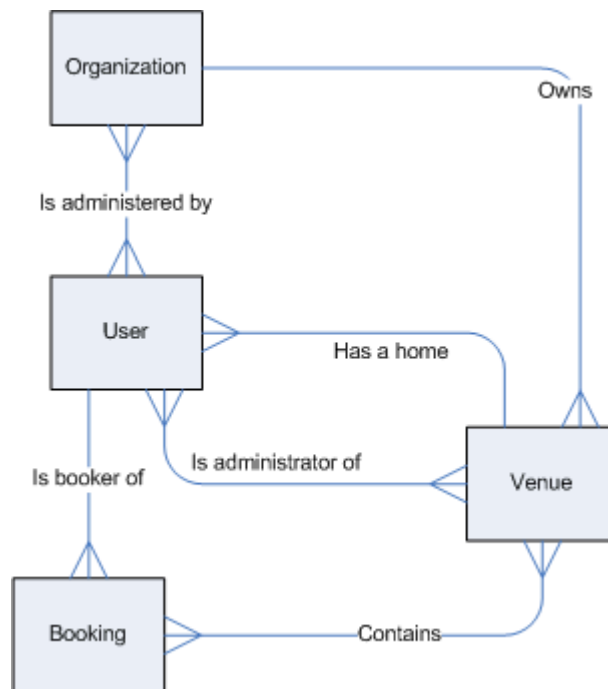 Organization
Owns
Is administered by
User
Has a home
Is administrator of
Is booker of
Venue
Booking
Contains